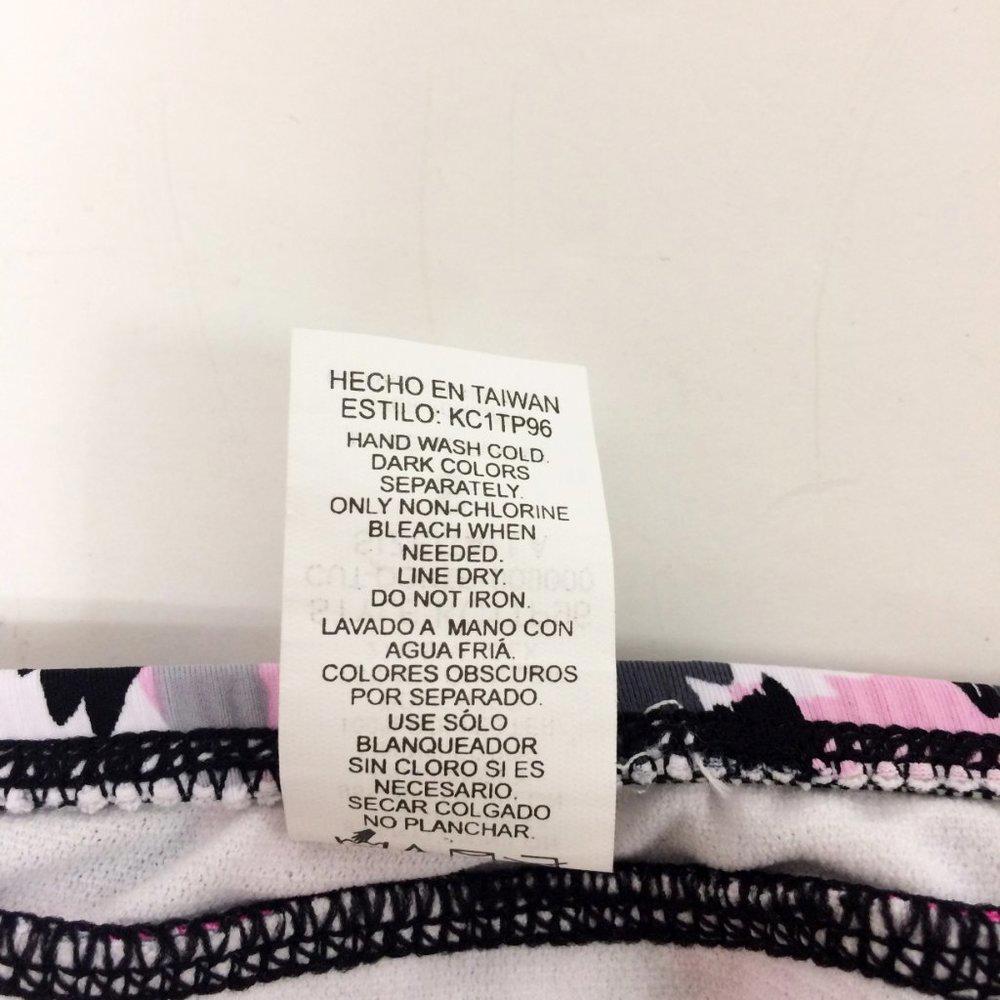 HECHO EN TAIWAN
ESTILO: KC1TP96
HAND WASH COLD.
DARK COLORS
SEPARATELY.
ONLY NON-CHLORINE
BLEACH WHEN
NEEDED.
LINE DRY.
DO NOT IRON.
LAVADO A MANO CON
AGUA FRIÁ.
COLORES OBSCUROS
POR SEPARADO.
USE SÓLO
BLANQUEADOR
SIN CLORO SI ES
NECESARIO.
SECAR COLGADO
NO PLANCHAR.